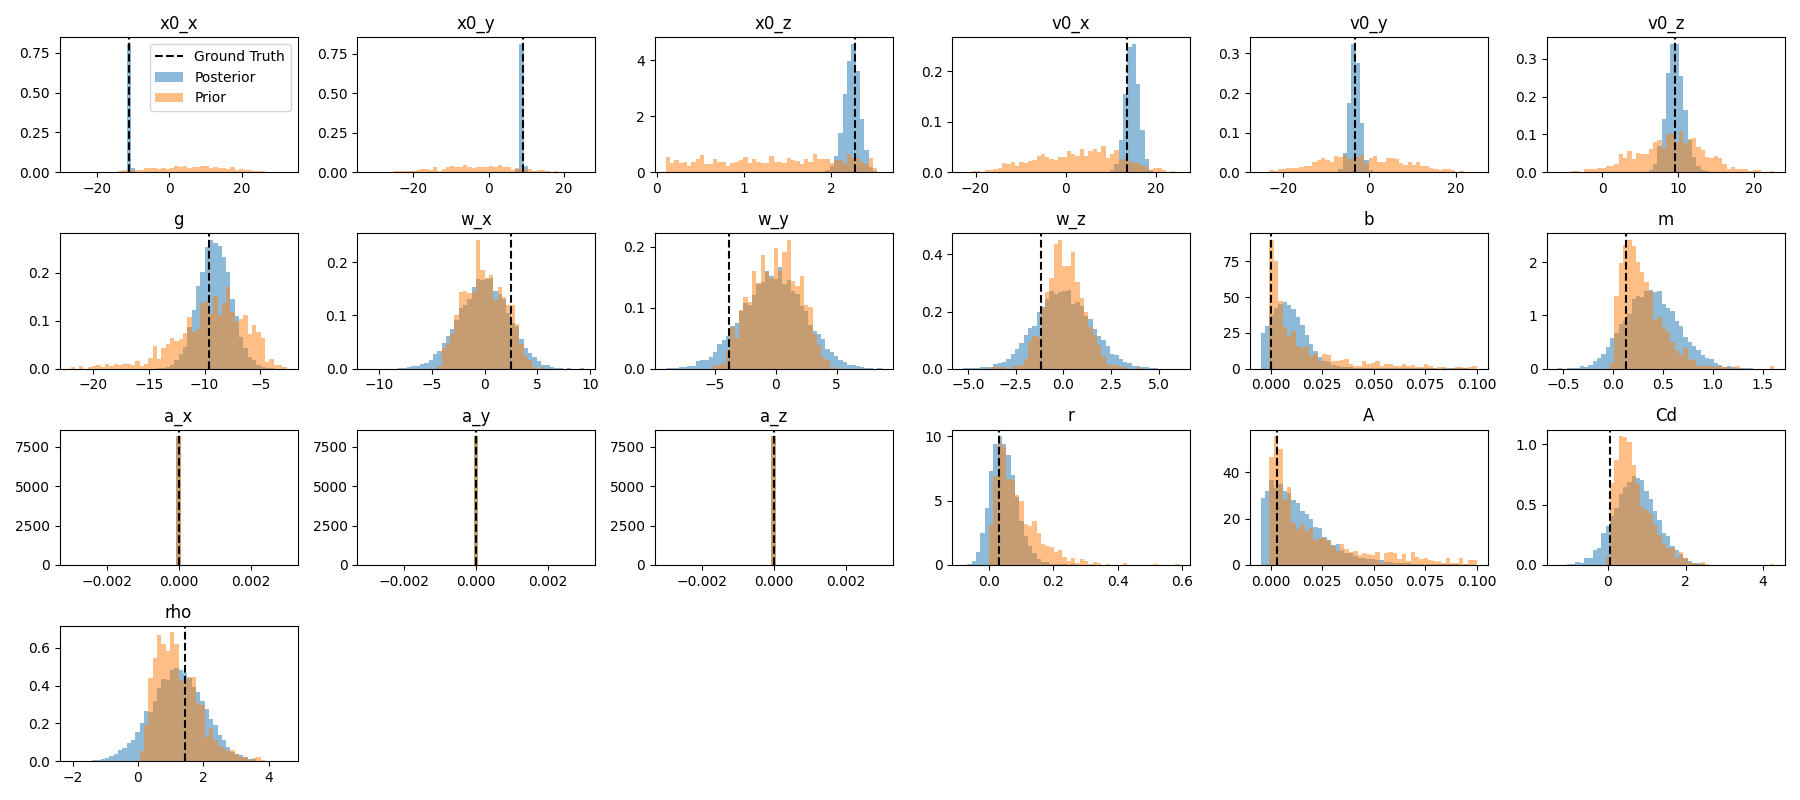 x0_x x0_y x0_z v0_x v0_y v0_z
Ground Truth
Posterior
Prior
0.75
0.50
0.25
0.00
−20 0 20
0.75
0.50
0.25
0.00
−20 0 20
4
2
0
0 1 2
0.2
0.1
0.0
−20 0 20
0.3
0.2
0.1
0.0
−20 0 20
0.3
0.2
0.1
0.0
0 10 20
g w_x w_y w_z b m
0.2
0.1
0.0
−20 −15 −10 −5
0.2
0.1
0.0
−10 −5 0 5 10
0.2
0.1
0.0
−5 0 5
0.4
0.2
0.0
−5.0 −2.5 0.0 2.5 5.0
75
50
25
0
0.000 0.025 0.050 0.075 0.100
2
1
0
−0.5 0.0 0.5 1.0 1.5
a_x a_y a_z r A Cd
7500
5000
2500
0
−0.002 0.000 0.002
7500
5000
2500
0
−0.002 0.000 0.002
7500
5000
2500
0
−0.002 0.000 0.002
10
5
0
0.0 0.2 0.4 0.6
40
20
0
0.000 0.025 0.050 0.075 0.100
1.0
0.5
0.0
0 2 4
rho
0.6
0.4
0.2
0.0
−2 0 2 4